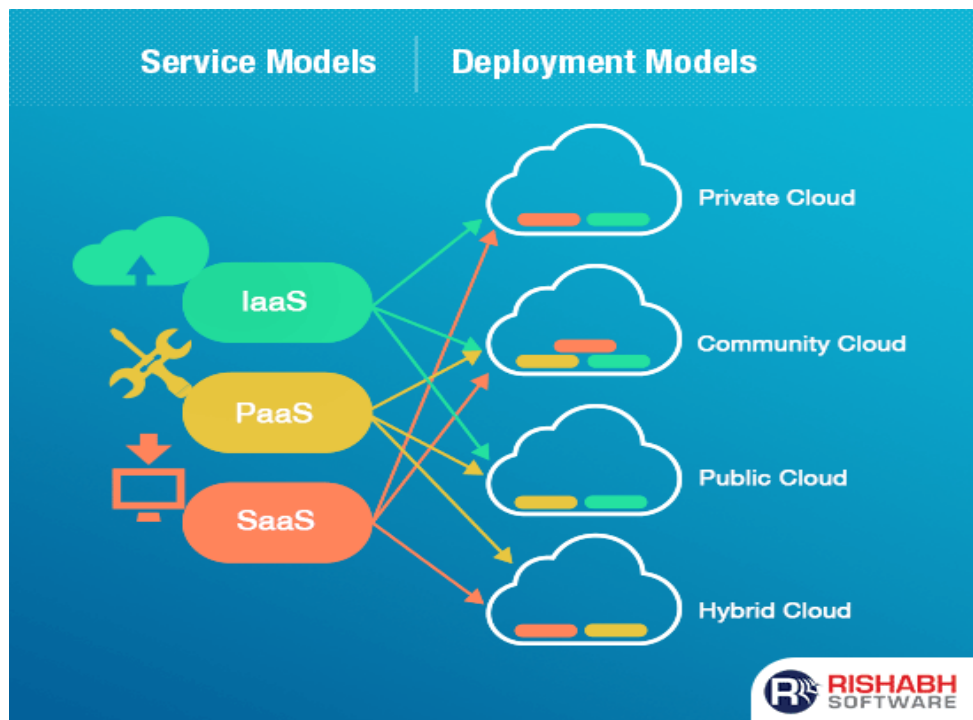 Service Models
Deployment Models
IaaS
PaaS
SaaS
Private Cloud
Community Cloud
Public Cloud
Hybrid Cloud
R
RISHABH
SOFTWARE